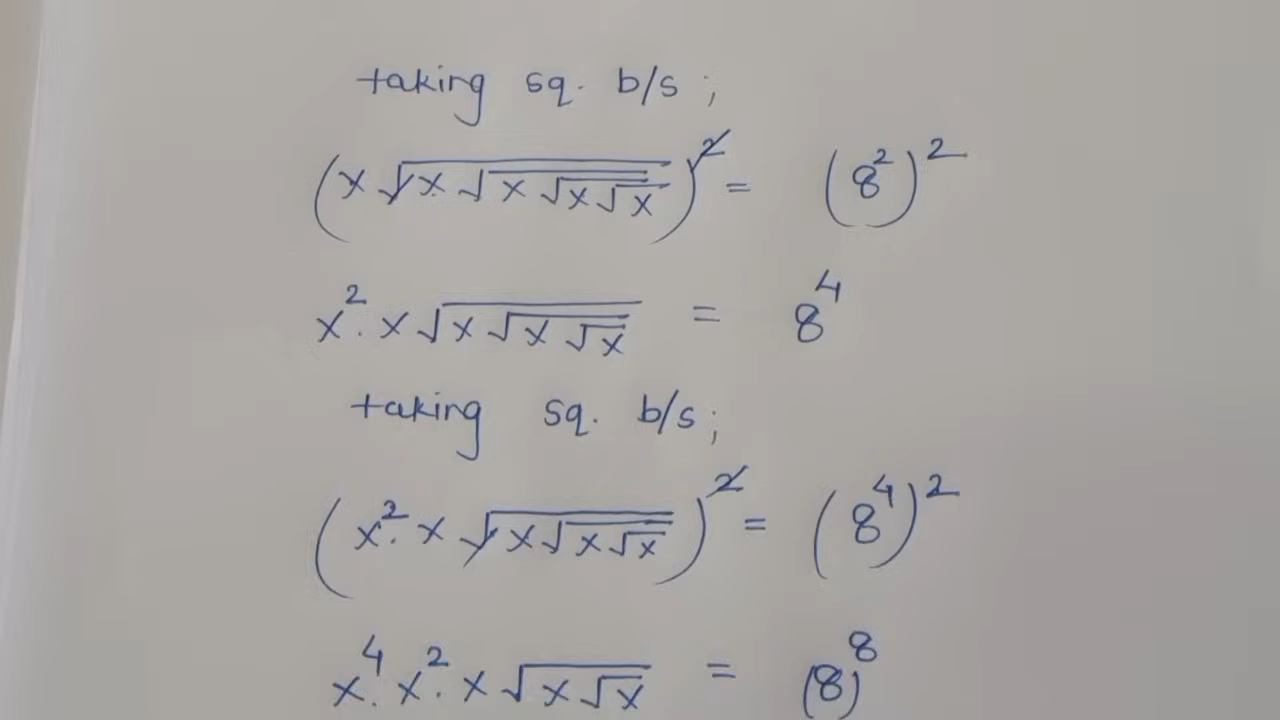 taking sq. b/s ;
(x√(x√(x√(x√x))))² = (8²)²
x².x√(x√(x√x)) = 8⁴
taking sq. b/s ;
(x².x√(x√(x√x)))² = (8⁴)²
x⁴.x².x√(x√x) = (8)⁸